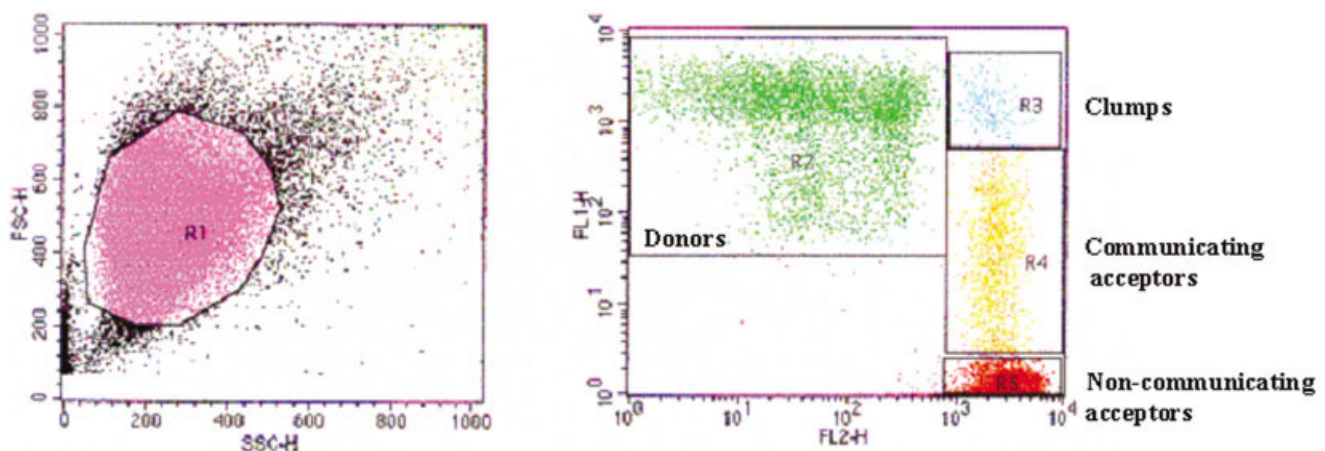 1000
800
600
400
200
0
FSC-H
R1
0 200 400 600 800 1000
SSC-H
10^4
10^3
10^2
10^1
10^0
FL1-H
R2
R3
Clumps
Donors
R4
Communicating
acceptors
R5
Non-communicating
acceptors
10^0 10^1 10^2 10^3 10^4
FL2-H